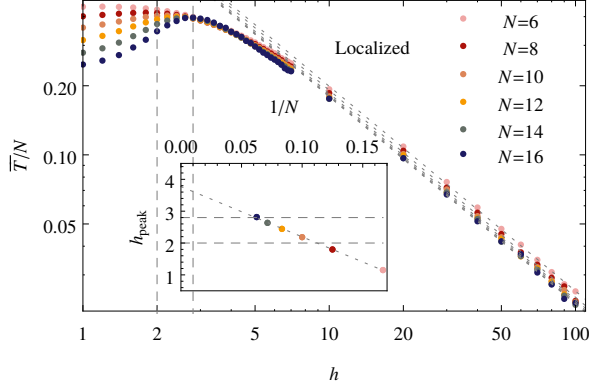 Localized
N=6
N=8
N=10
N=12
N=14
N=16
1/N
0.00 0.05 0.10 0.15
4
3
2
1
h_peak
0.20
0.10
0.05
T̅/N
1 2 5 10 20 50 100
h